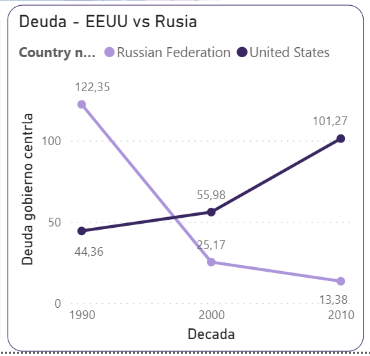 Deuda - EEUU vs Rusia
Country n... Russian Federation United States
122,35
101,27
100
55,98
50
44,36
25,17
13,38
0
1990 2000 2010
Decada
Deuda gobierno centrla